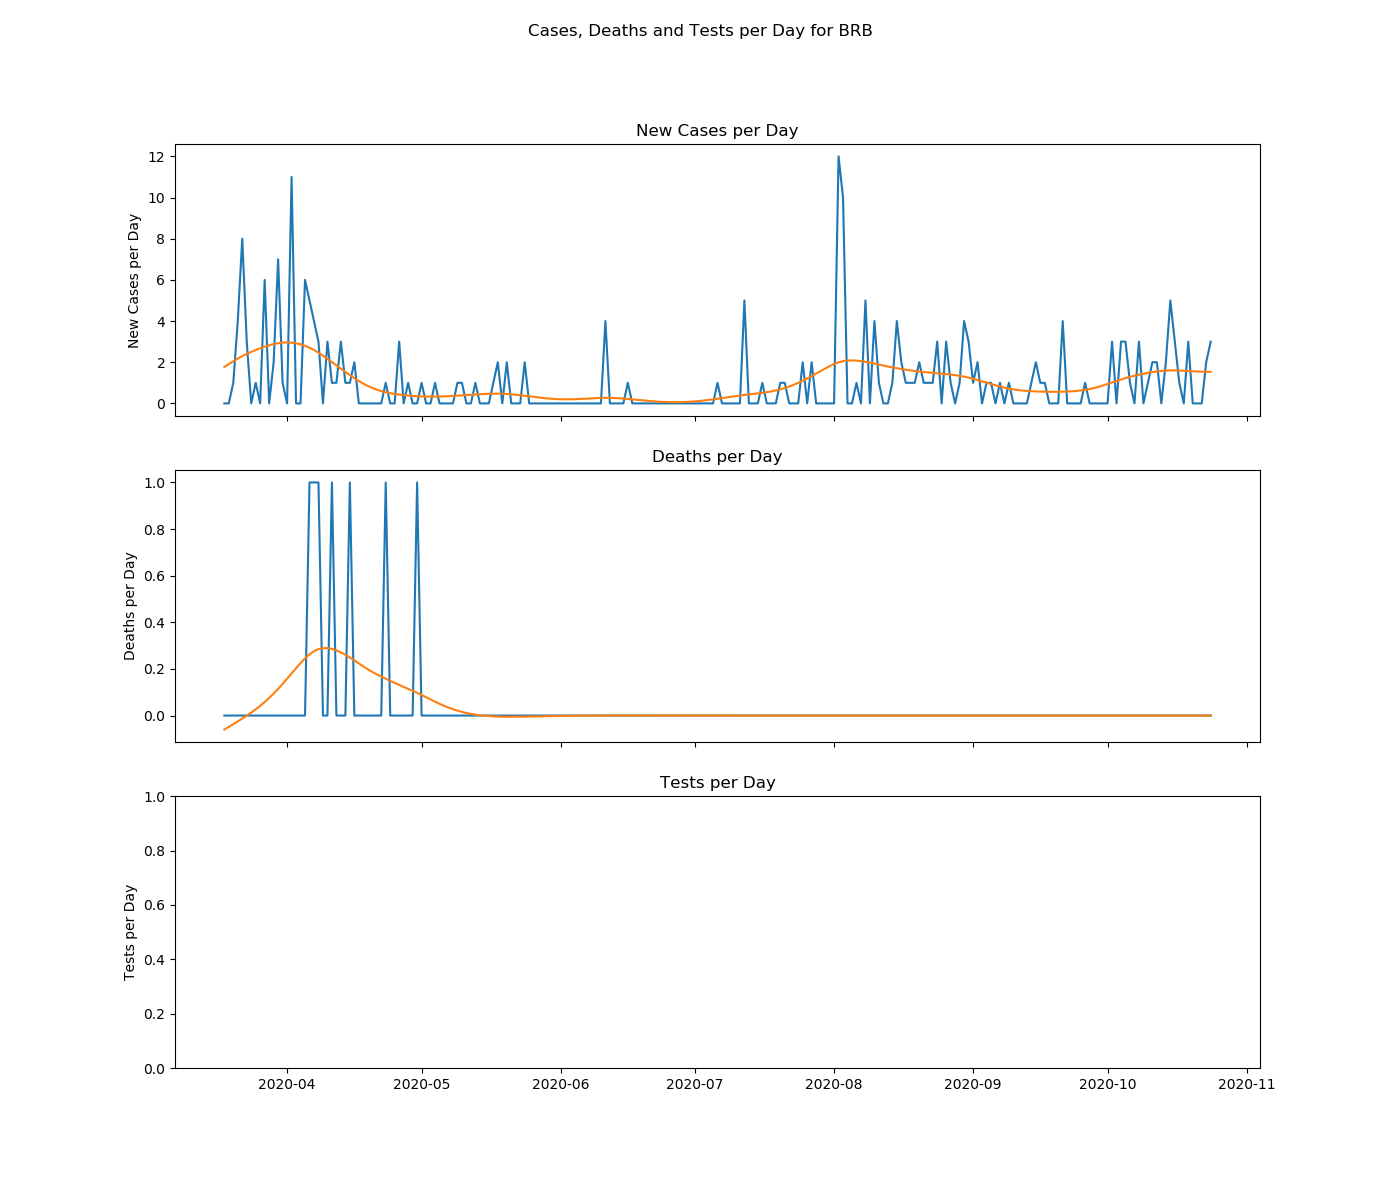 Cases, Deaths and Tests per Day for BRB
New Cases per Day
New Cases per Day
12
10
8
6
4
2
0
Deaths per Day
Deaths per Day
1.0
0.8
0.6
0.4
0.2
0.0
Tests per Day
Tests per Day
1.0
0.8
0.6
0.4
0.2
0.0
2020-04 2020-05 2020-06 2020-07 2020-08 2020-09 2020-10 2020-11